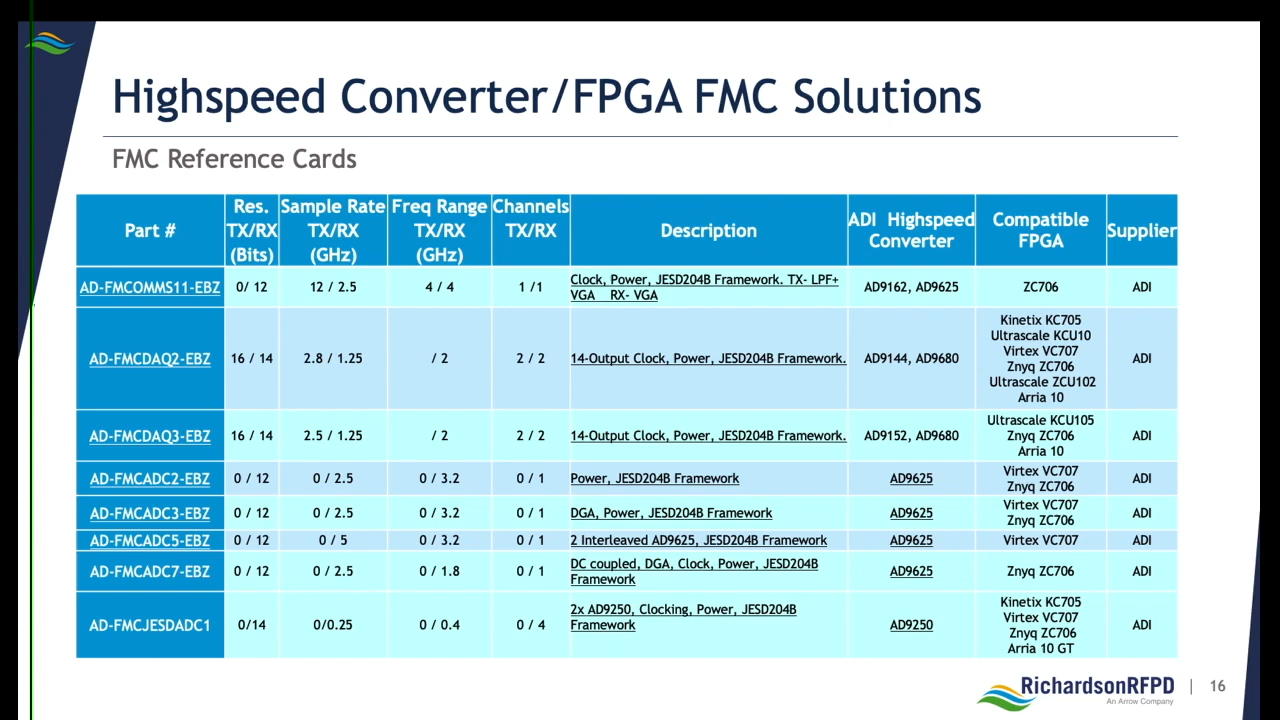 Highspeed Converter/FPGA FMC Solutions
FMC Reference Cards
Part #
Res.
TX/RX
(Bits)
Sample Rate
TX/RX
(GHz)
Freq Range
TX/RX
(GHz)
Channels
TX/RX
Description
ADI Highspeed
Converter
Compatible
FPGA
Supplier
AD-FMCOMMS11-EBZ
0/ 12
12 / 2.5
4 / 4
1 /1
Clock, Power, JESD204B Framework. TX- LPF+
VGA RX- VGA
AD9162, AD9625
ZC706
ADI
AD-FMCDAQ2-EBZ
16 / 14
2.8 / 1.25
/ 2
2 / 2
14-Output Clock, Power, JESD204B Framework.
AD9144, AD9680
Kinetix KC705
Ultrascale KCU10
Virtex VC707
Znyq ZC706
Ultrascale ZCU102
Arria 10
ADI
AD-FMCDAQ3-EBZ
16 / 14
2.5 / 1.25
/ 2
2 / 2
14-Output Clock, Power, JESD204B Framework.
AD9152, AD9680
Ultrascale KCU105
Znyq ZC706
Arria 10
ADI
AD-FMCADC2-EBZ
0 / 12
0 / 2.5
0 / 3.2
0 / 1
Power, JESD204B Framework
AD9625
Virtex VC707
Znyq ZC706
ADI
AD-FMCADC3-EBZ
0 / 12
0 / 2.5
0 / 3.2
0 / 1
DGA, Power, JESD204B Framework
AD9625
Virtex VC707
Znyq ZC706
ADI
AD-FMCADC5-EBZ
0 / 12
0 / 5
0 / 3.2
0 / 1
2 Interleaved AD9625, JESD204B Framework
AD9625
Virtex VC707
ADI
AD-FMCADC7-EBZ
0 / 12
0 / 2.5
0 / 1.8
0 / 1
DC coupled, DGA, Clock, Power, JESD204B
Framework
AD9625
Znyq ZC706
ADI
AD-FMCJESDADC1
0/14
0/0.25
0 / 0.4
0 / 4
2x AD9250, Clocking, Power, JESD204B
Framework
AD9250
Kinetix KC705
Virtex VC707
Znyq ZC706
Arria 10 GT
ADI
RichardsonRFPD
An Arrow Company
| 16